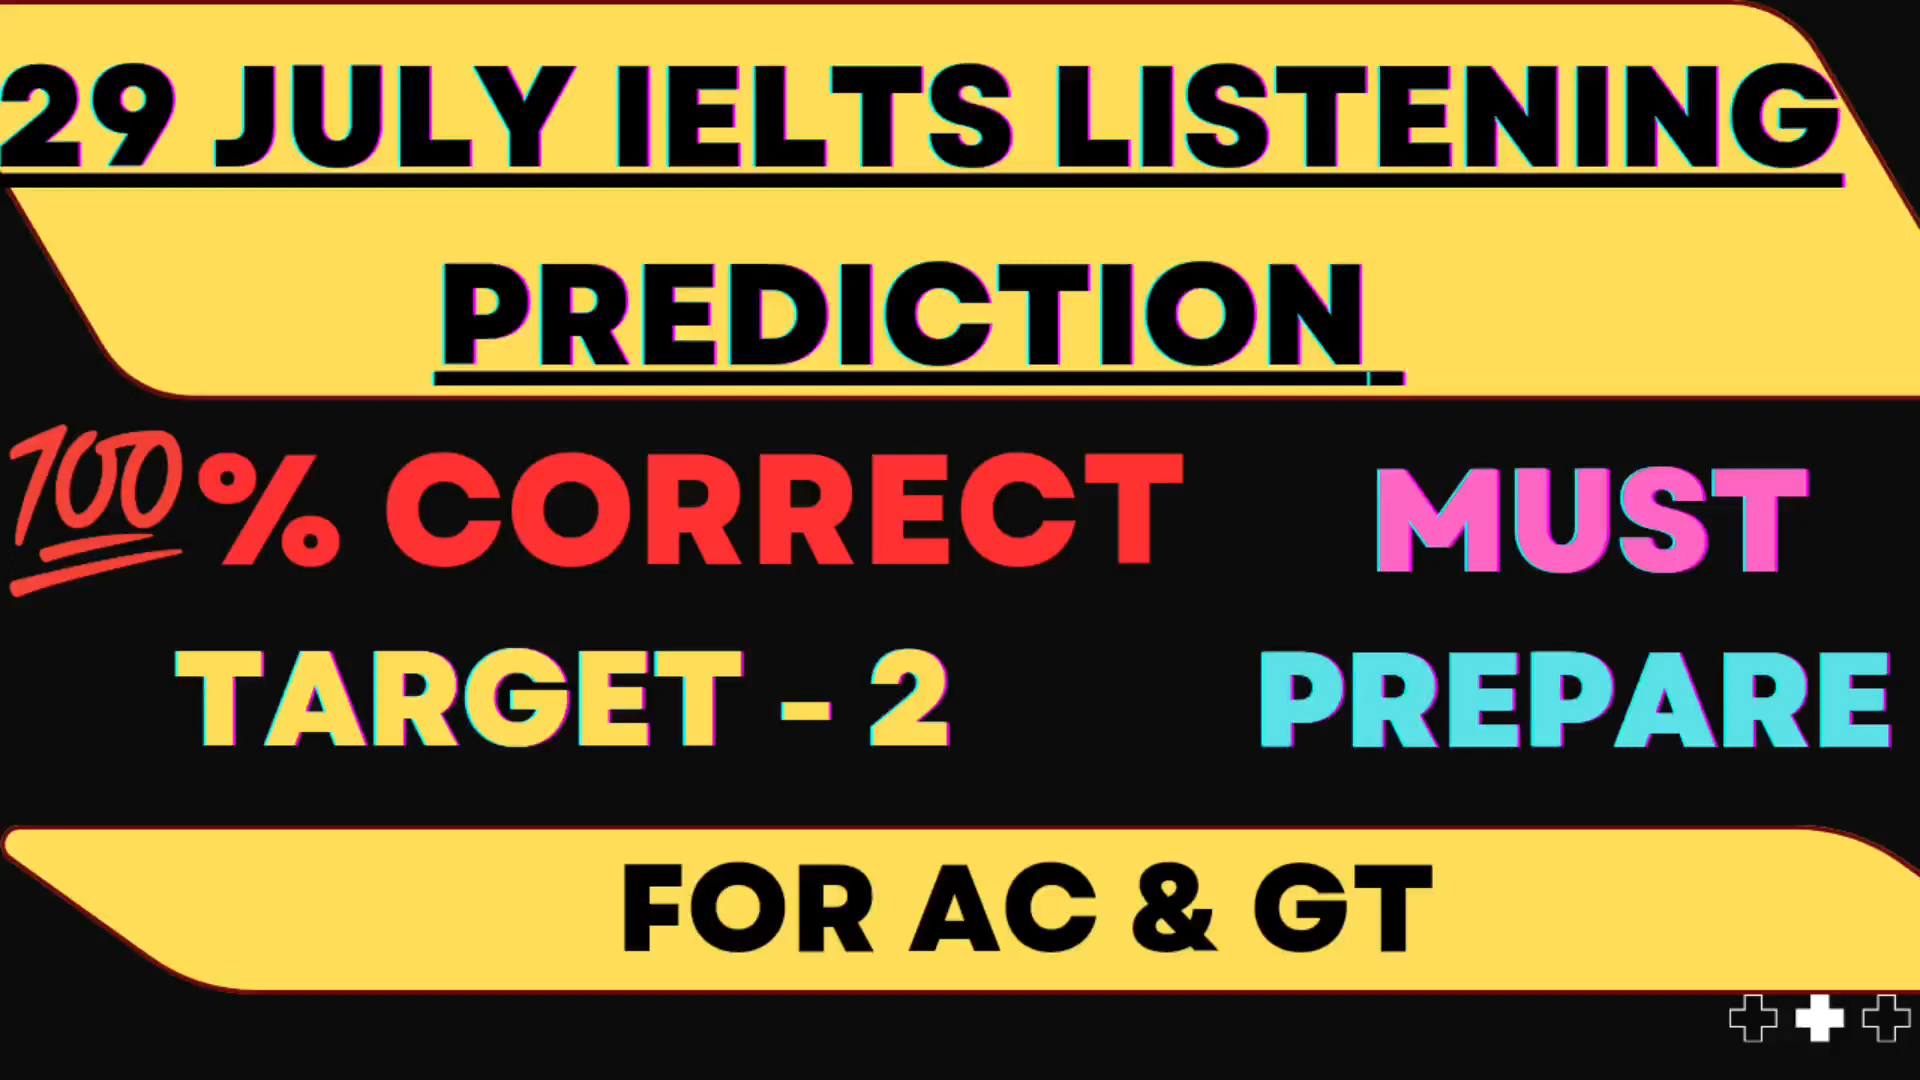 29 JULY IELTS LISTENING
PREDICTION
💯% CORRECT
MUST
TARGET - 2
PREPARE
FOR AC & GT